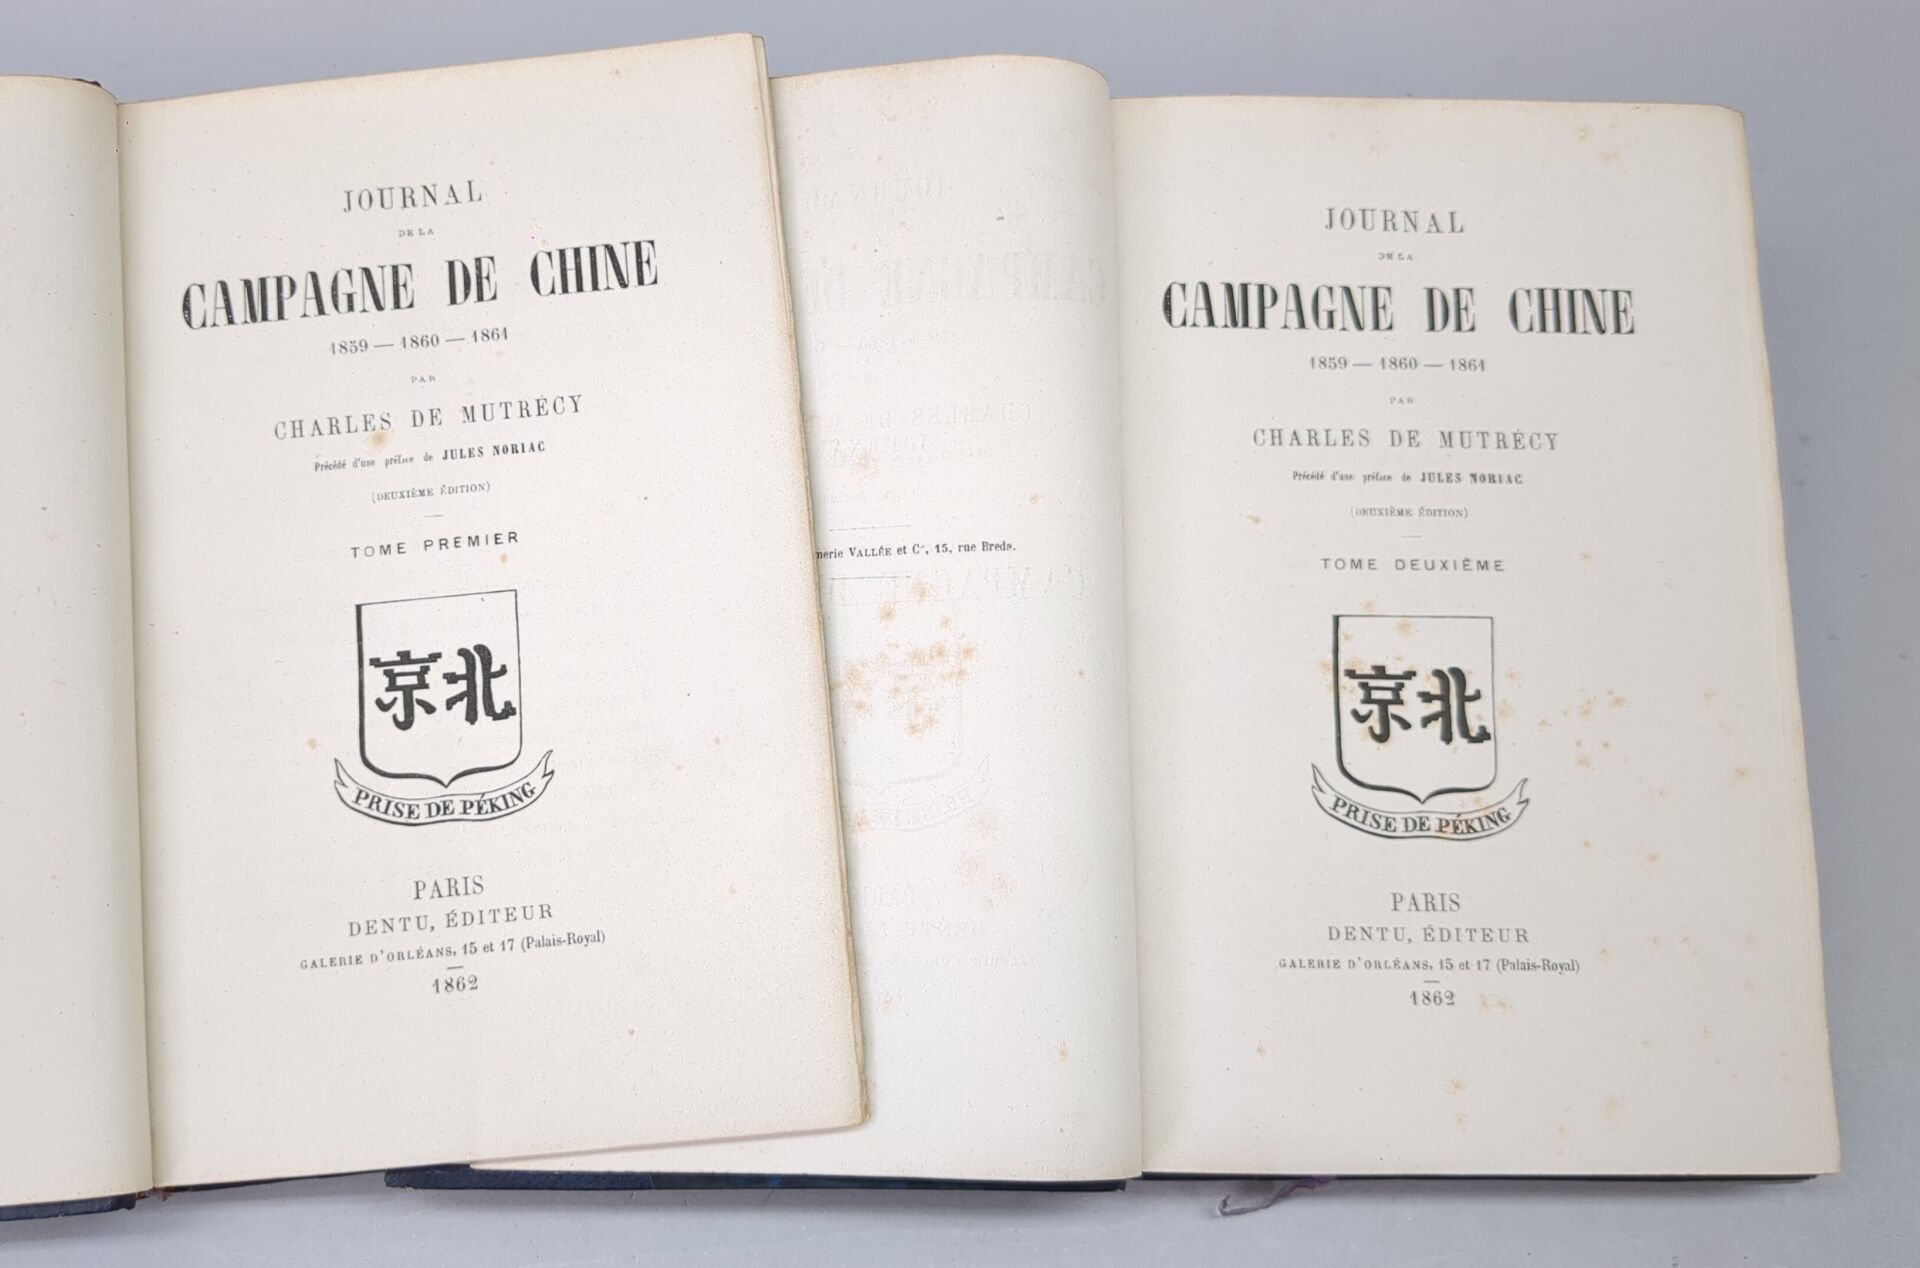 JOURNAL
DE LA
CAMPAGNE DE CHINE
1859 — 1860 — 1861
PAR
CHARLES DE MUTRÉCY
Précédé d'une préface de JULES NORIAC
(DEUXIÈME ÉDITION)
TOME PREMIER
京北
PRISE DE PÉKING
PARIS
DENTU, ÉDITEUR
GALERIE D'ORLÉANS, 15 et 17 (Palais-Royal)
1862
VALLÉE et Ce, 15, rue Breda.
JOURNAL
DE LA
CAMPAGNE DE CHINE
1859 — 1860 — 1861
PAR
CHARLES DE MUTRÉCY
Précédé d'une préface de JULES NORIAC
(DEUXIÈME ÉDITION)
TOME DEUXIÈME
京北
PRISE DE PÉKING
PARIS
DENTU, ÉDITEUR
GALERIE D'ORLÉANS, 15 et 17 (Palais-Royal)
1862